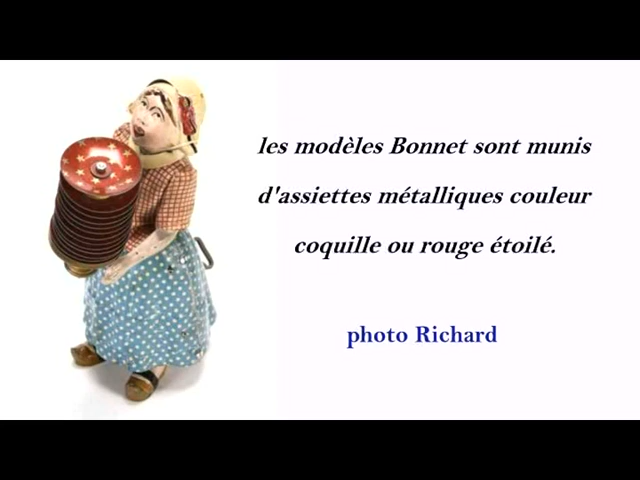 les modèles Bonnet sont munis
d'assiettes métalliques couleur
coquille ou rouge étoilé.
photo Richard